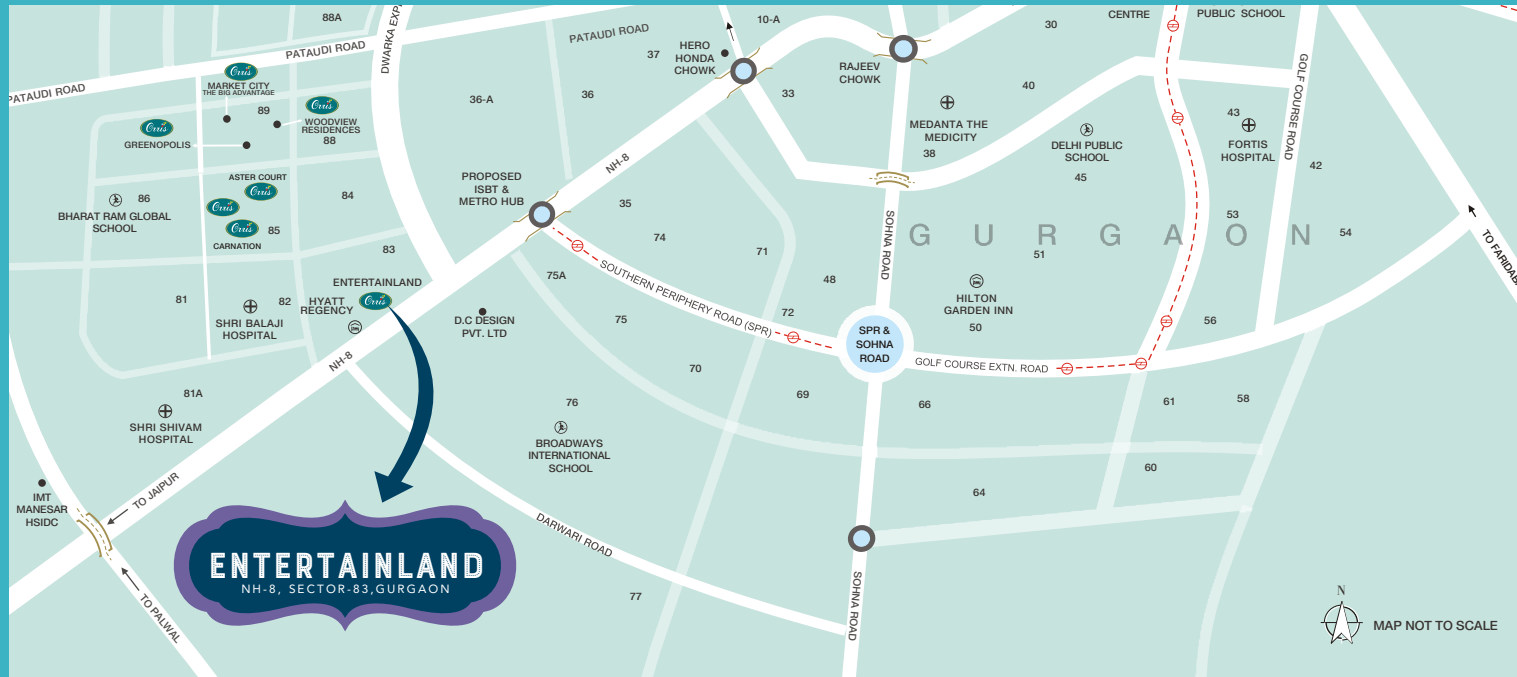 88A
DWARKA EXP
10-A
CENTRE
PUBLIC SCHOOL
30
PATAUDI ROAD
PATAUDI ROAD
PATAUDI ROAD
37
HERO
HONDA
CHOWK
RAJEEV
CHOWK
Orris
MARKET CITY
THE BIG ADVANTAGE
89
Orris
WOODVIEW
RESIDENCES
88
Orris
GREENOPOLIS
36-A
36
33
40
43
GOLF COURSE ROAD
MEDANTA THE
MEDICITY
38
DELHI PUBLIC
SCHOOL
45
FORTIS
HOSPITAL
42
NH-8
PROPOSED
ISBT &
METRO HUB
ASTER COURT
Orris
Orris
Orris
CARNATION
86
BHARAT RAM GLOBAL
SCHOOL
84
85
83
35
74
71
SOHNA ROAD
GURGAON
53
54
51
TO FARIDABA
81
82
SHRI BALAJI
HOSPITAL
ENTERTAINLAND
HYATT
REGENCY
Orris
75A
SOUTHERN PERIPHERY ROAD (SPR)
48
72
HILTON
GARDEN INN
50
56
D.C DESIGN
PVT. LTD
75
SPR &
SOHNA
ROAD
NH-8
GOLF COURSE EXTN. ROAD
70
69
66
61
58
81A
SHRI SHIVAM
HOSPITAL
76
BROADWAYS
INTERNATIONAL
SCHOOL
60
64
TO JAIPUR
IMT
MANESAR
HSIDC
DARWARI ROAD
ENTERTAINLAND
NH-8, SECTOR-83,GURGAON
77
SOHNA ROAD
TO PALWAL
N
MAP NOT TO SCALE